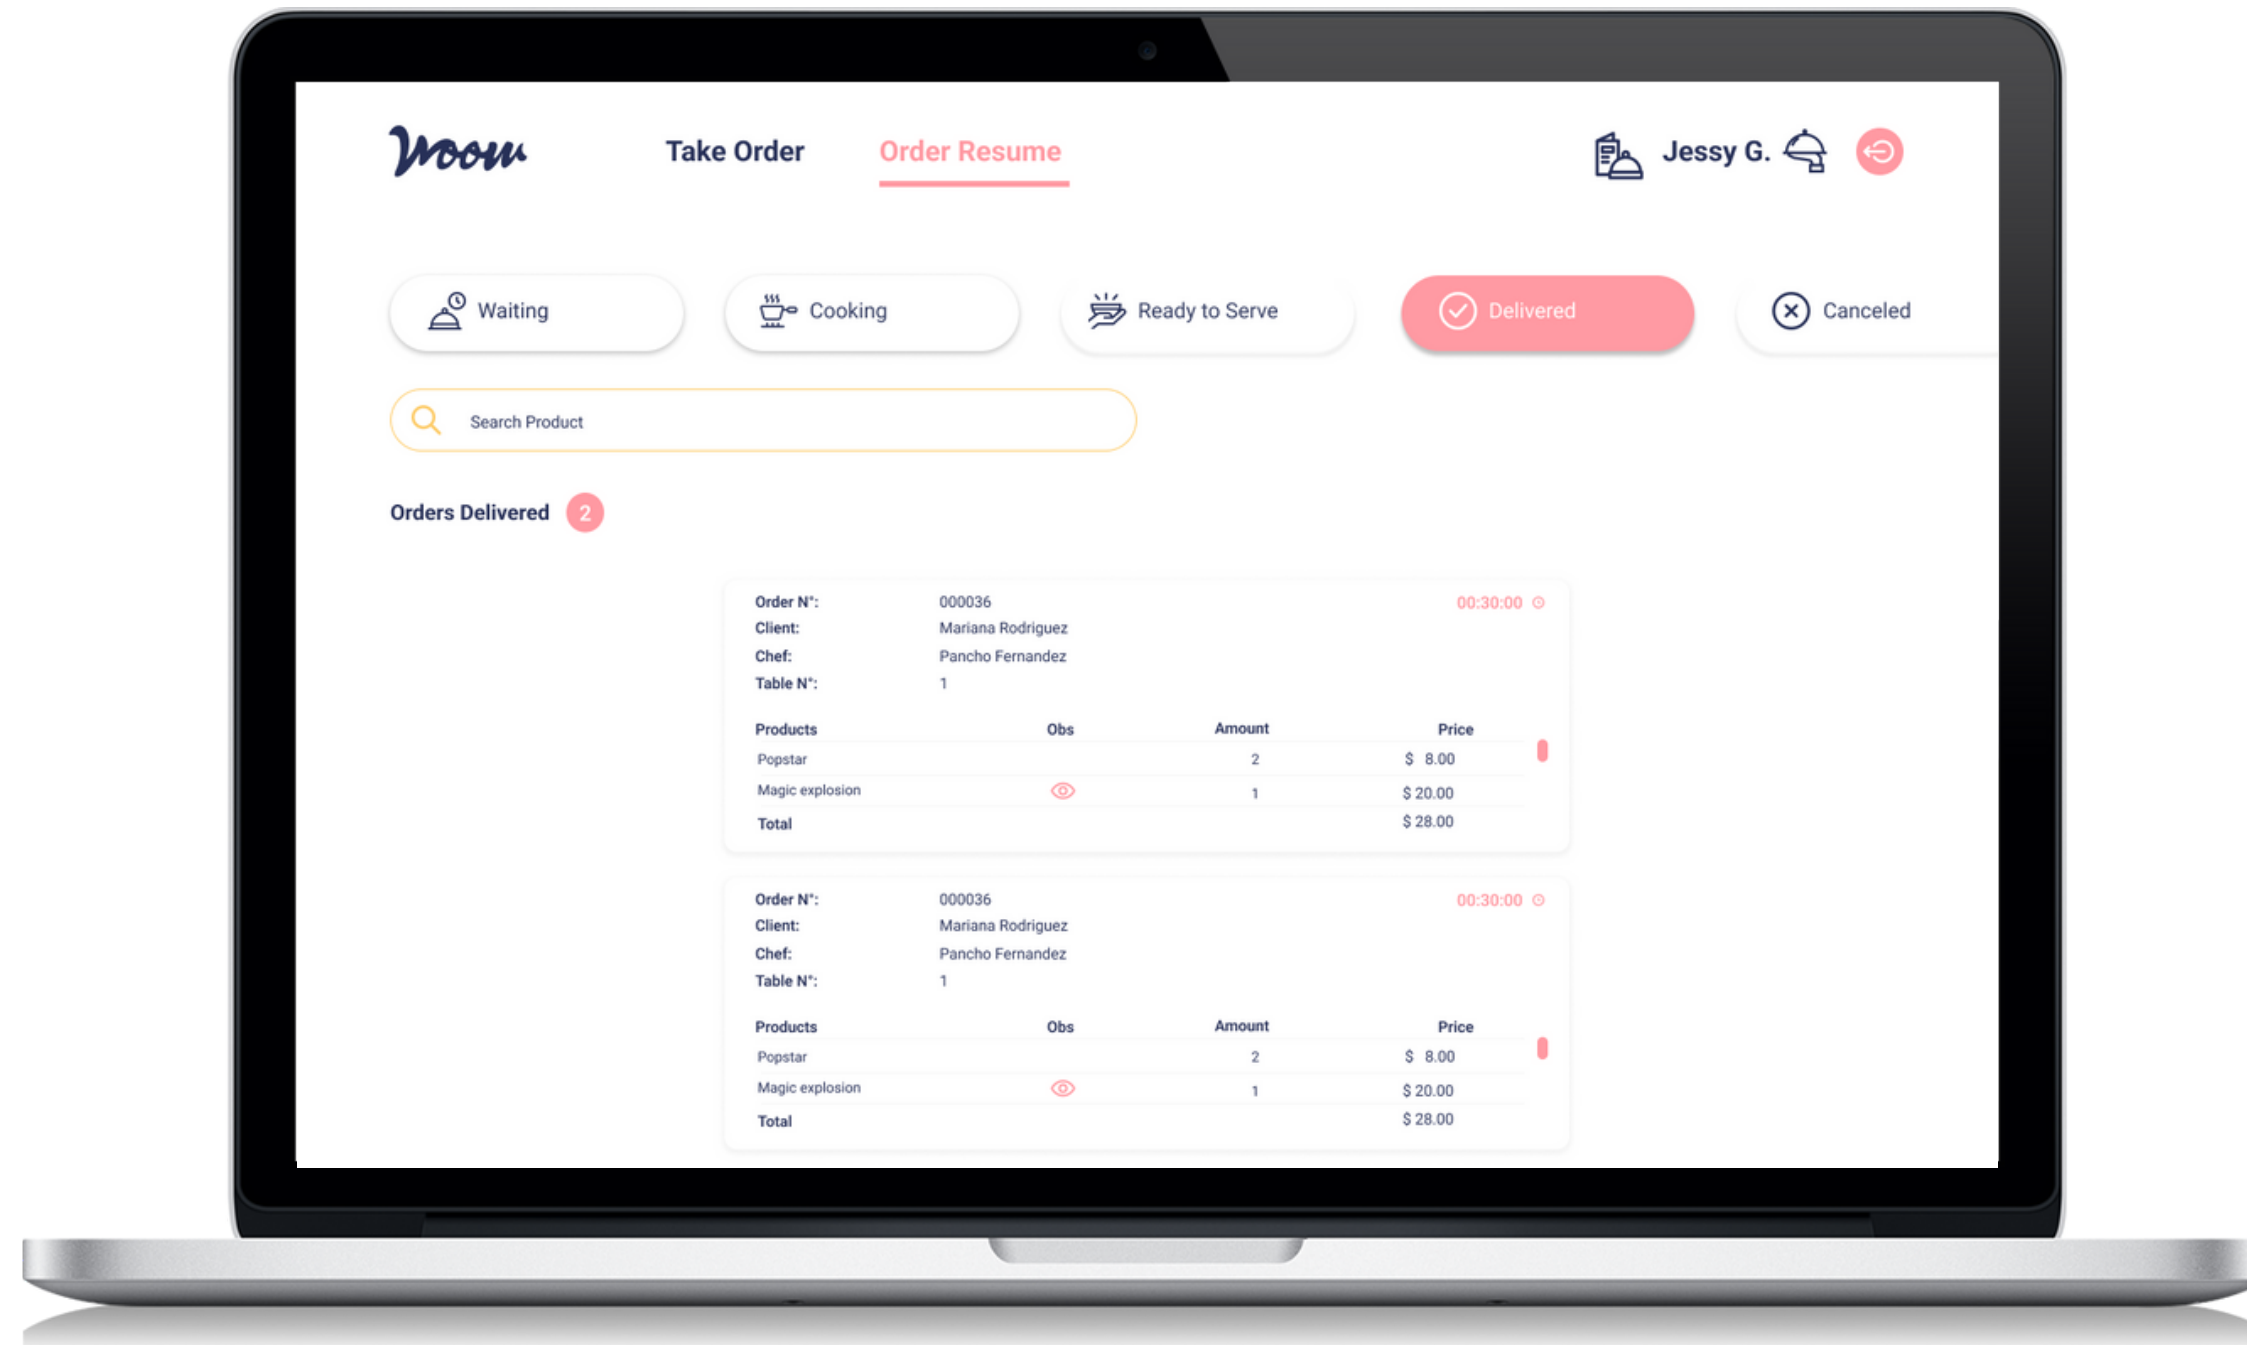 Woow
Take Order
Order Resume
Jessy G.
Waiting
Cooking
Ready to Serve
Delivered
Canceled
Search Product
Orders Delivered 2
Order N°: 000036 00:30:00
Client: Mariana Rodriguez
Chef: Pancho Fernandez
Table N°: 1
Products Obs Amount Price
Popstar 2 $ 8.00
Magic explosion 1 $ 20.00
Total $ 28.00
Order N°: 000036 00:30:00
Client: Mariana Rodriguez
Chef: Pancho Fernandez
Table N°: 1
Products Obs Amount Price
Popstar 2 $ 8.00
Magic explosion 1 $ 20.00
Total $ 28.00